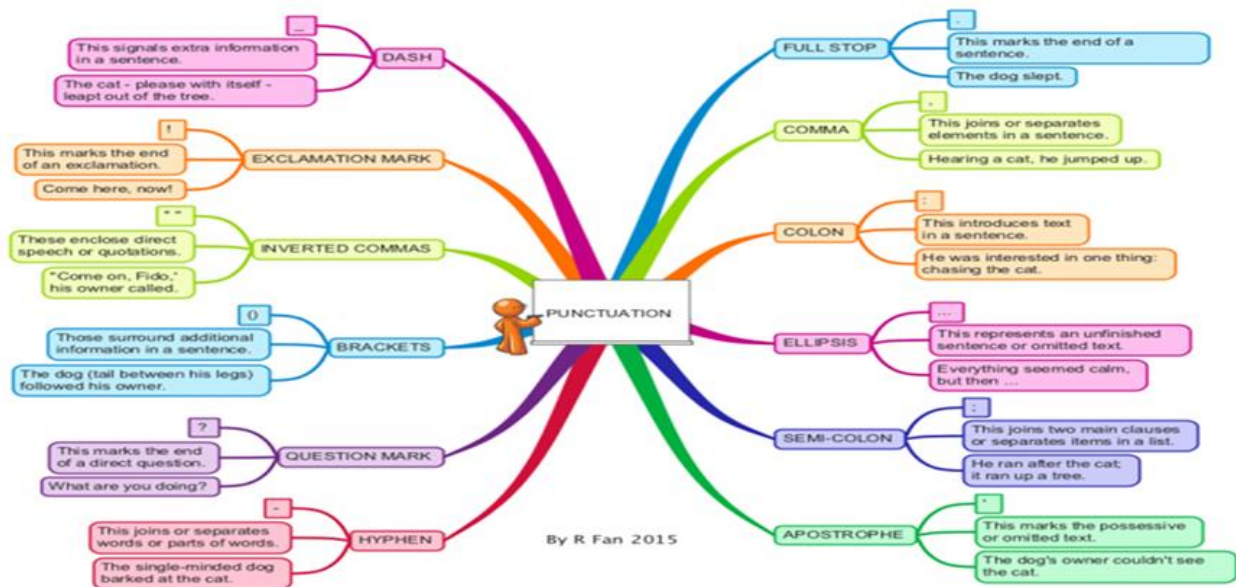 PUNCTUATION
DASH
_
This signals extra information
in a sentence.
The cat - please with itself -
leapt out of the tree.
EXCLAMATION MARK
!
This marks the end
of an exclamation.
Come here, now!
INVERTED COMMAS
" "
These enclose direct
speech or quotations.
"Come on, Fido,'
his owner called.
BRACKETS
()
Those surround additional
information in a sentence.
The dog (tail between his legs)
followed his owner.
QUESTION MARK
?
This marks the end
of a direct question.
What are you doing?
HYPHEN
-
This joins or separates
words or parts of words.
The single-minded dog
barked at the cat.
FULL STOP
.
This marks the end of a
sentence.
The dog slept.
COMMA
,
This joins or separates
elements in a sentence.
Hearing a cat, he jumped up.
COLON
:
This introduces text
in a sentence.
He was interested in one thing:
chasing the cat.
ELLIPSIS
...
This represents an unfinished
sentence or omitted text.
Everything seemed calm,
but then ...
SEMI-COLON
;
This joins two main clauses
or separates items in a list.
He ran after the cat;
it ran up a tree.
APOSTROPHE
'
This marks the possessive
or omitted text.
The dog's owner couldn't see
the cat.
By R Fan 2015